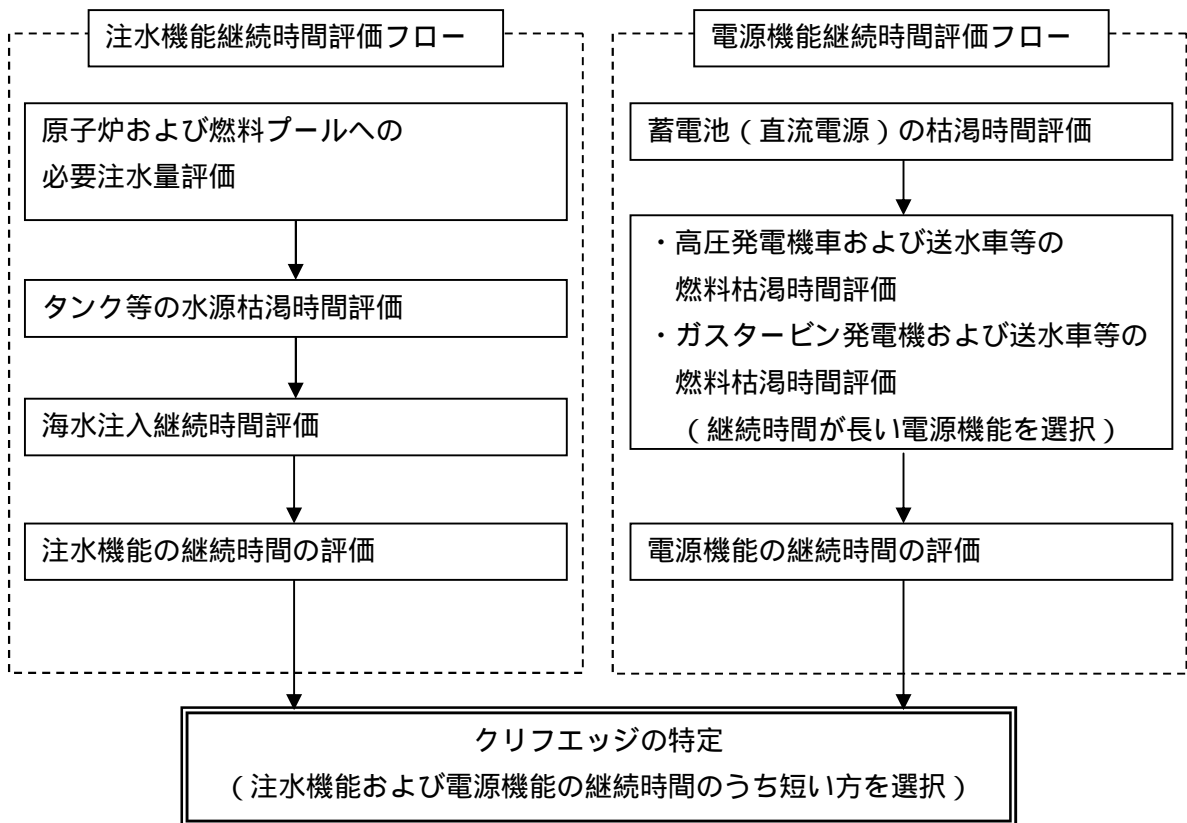 注水機能継続時間評価フロー
原子炉および燃料プールへの
必要注水量評価
タンク等の水源枯渇時間評価
海水注入継続時間評価
注水機能の継続時間の評価
電源機能継続時間評価フロー
蓄電池(直流電源)の枯渇時間評価
・高圧発電機車および送水車等の
燃料枯渇時間評価
・ガスタービン発電機および送水車等の
燃料枯渇時間評価
(継続時間が長い電源機能を選択)
電源機能の継続時間の評価
クリフエッジの特定
(注水機能および電源機能の継続時間のうち短い方を選択)